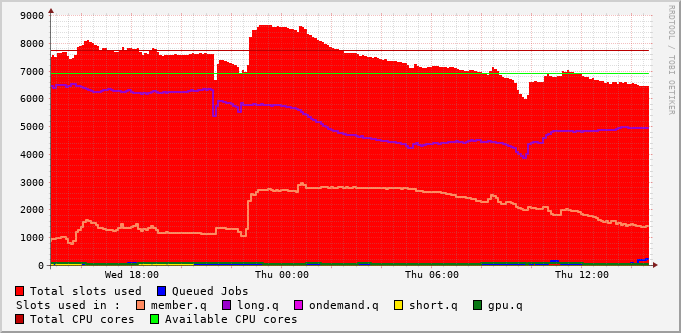 9000
8000
7000
6000
5000
4000
3000
2000
1000
0
Wed 18:00 Thu 00:00 Thu 06:00 Thu 12:00
Total slots used Queued Jobs
Slots used in : member.q long.q ondemand.q short.q gpu.q
Total CPU cores Available CPU cores
RRDTOOL / TOBI OETIKER